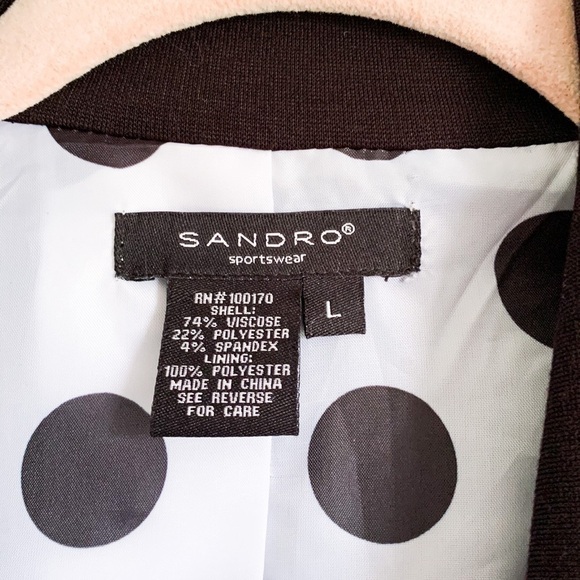 SANDRO®
sportswear
L
RN#100170
SHELL:
74% VISCOSE
22% POLYESTER
4% SPANDEX
LINING:
100% POLYESTER
MADE IN CHINA
SEE REVERSE
FOR CARE